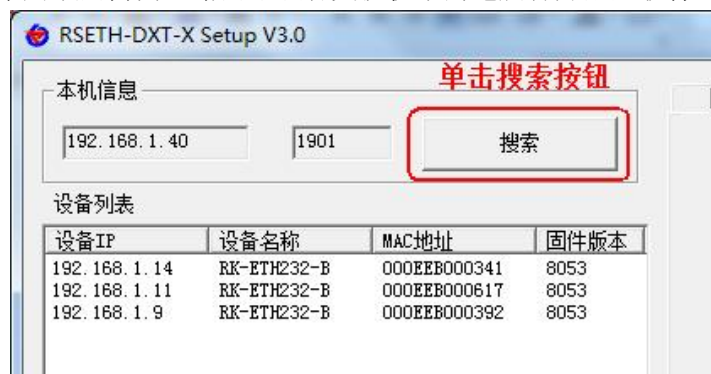 RSETH-DXT-X Setup V3.0
单击搜索按钮
本机信息
192.168.1.40 1901 搜索
设备列表
设备IP 设备名称 MAC地址 固件版本
192.168.1.14 RK-ETH232-B 000EEB000341 8053
192.168.1.11 RK-ETH232-B 000EEB000617 8053
192.168.1.9 RK-ETH232-B 000EEB000392 8053